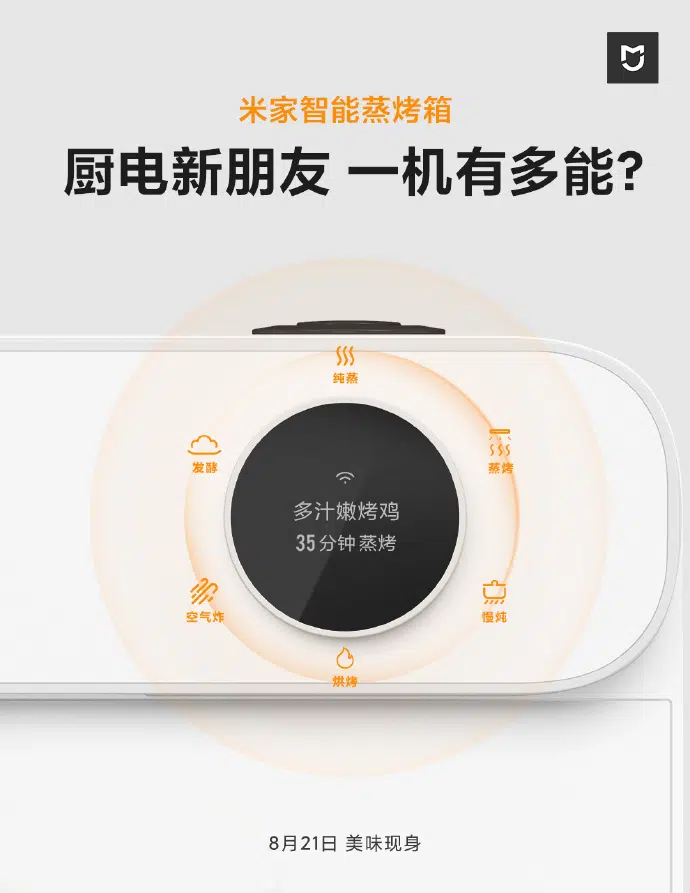 米家智能蒸烤箱
厨电新朋友 一机有多能?
纯蒸
发酵
蒸烤
多汁嫩烤鸡
35分钟蒸烤
空气炸
慢炖
烘烤
8月21日 美味现身